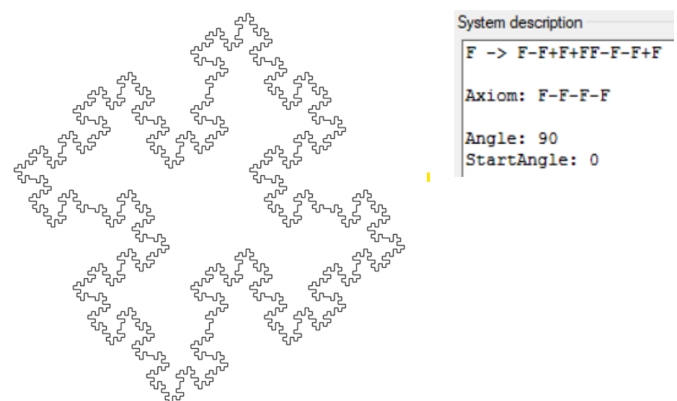 System description
F -> F-F+F+FF-F-F+F
Axiom: F-F-F-F
Angle: 90
StartAngle: 0